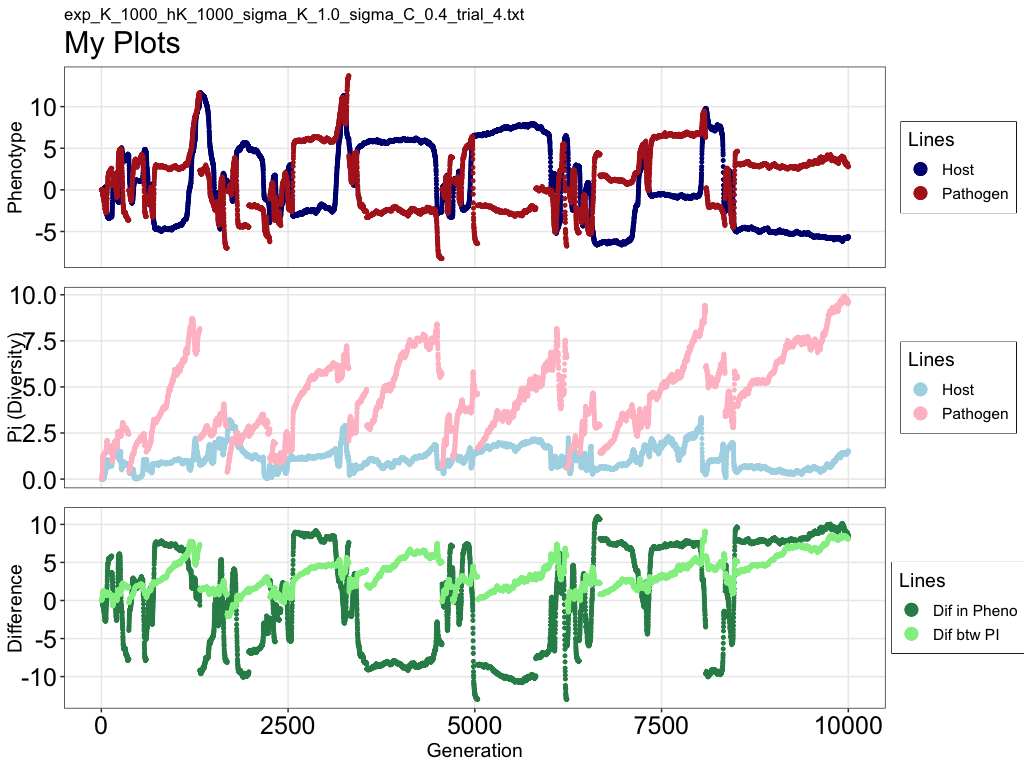 exp_K_1000_hK_1000_sigma_K_1.0_sigma_C_0.4_trial_4.txt
My Plots
Phenotype
10
5
0
-5
Lines
Host
Pathogen
Pi (Diversity)
10.0
7.5
5.0
2.5
0.0
Lines
Host
Pathogen
Difference
10
5
0
-5
-10
Lines
Dif in Pheno
Dif btw PI
0 2500 5000 7500 10000
Generation